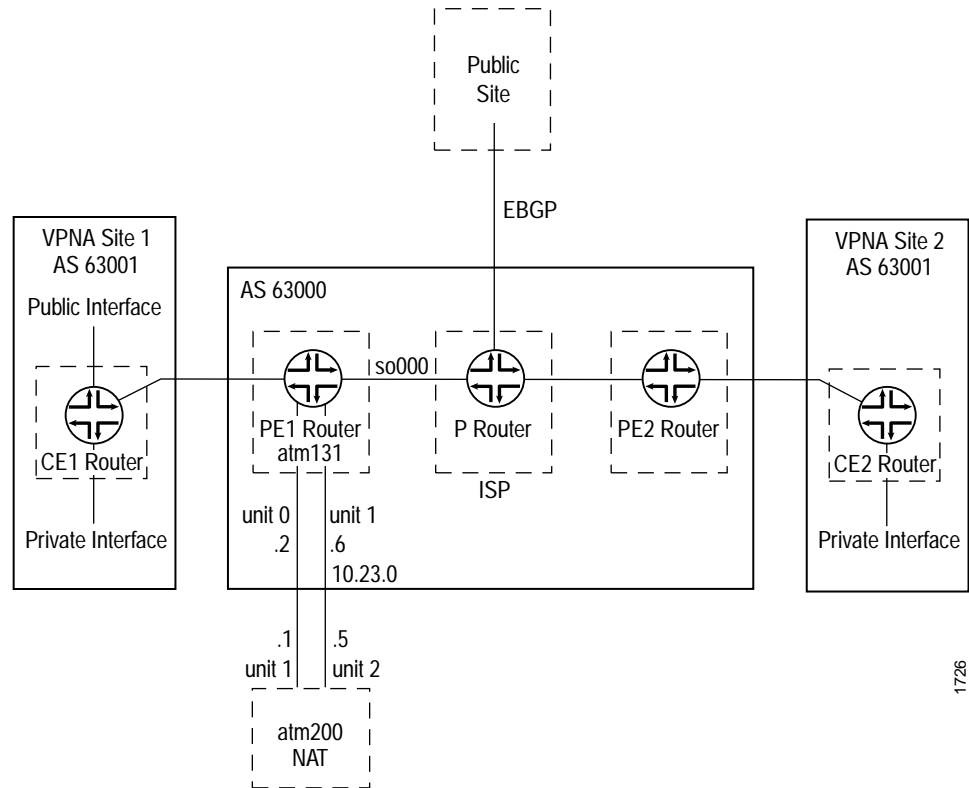 Public
Site
EBGP
VPNA Site 1
AS 63001
Public Interface
CE1 Router
Private Interface
AS 63000
so000
PE1 Router
atm131
P Router
ISP
PE2 Router
VPNA Site 2
AS 63001
CE2 Router
Private Interface
unit 0
unit 1
.2
.6
10.23.0
.1
.5
unit 1
unit 2
atm200
NAT
1726